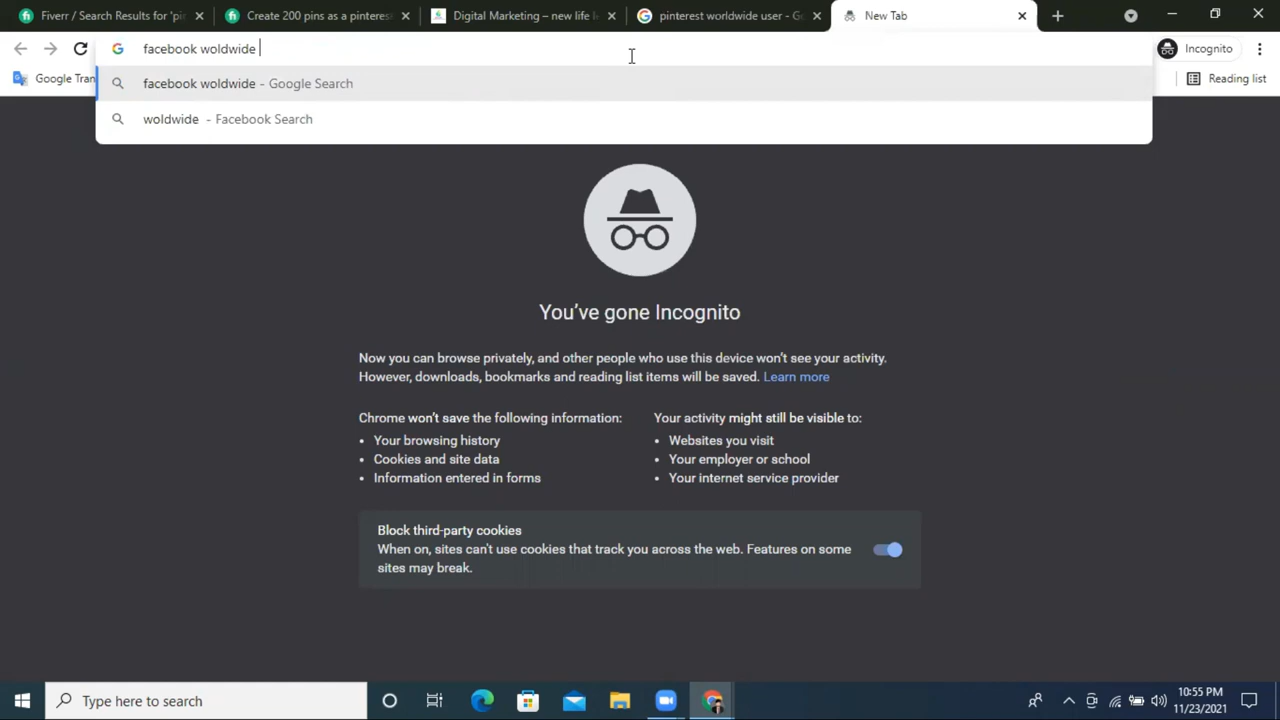 Fiverr / Search Results for 'pi
Create 200 pins as a pinterest
Digital Marketing – new life l
pinterest worldwide user - G
New Tab
facebook woldwide
Incognito
Google Tran
facebook woldwide - Google Search
Reading list
woldwide - Facebook Search
You've gone Incognito
Now you can browse privately, and other people who use this device won't see your activity.
However, downloads, bookmarks and reading list items will be saved. Learn more
Chrome won't save the following information:
• Your browsing history
• Cookies and site data
• Information entered in forms
Your activity might still be visible to:
• Websites you visit
• Your employer or school
• Your internet service provider
Block third-party cookies
When on, sites can't use cookies that track you across the web. Features on some
sites may break.
Type here to search
10:55 PM
11/23/2021